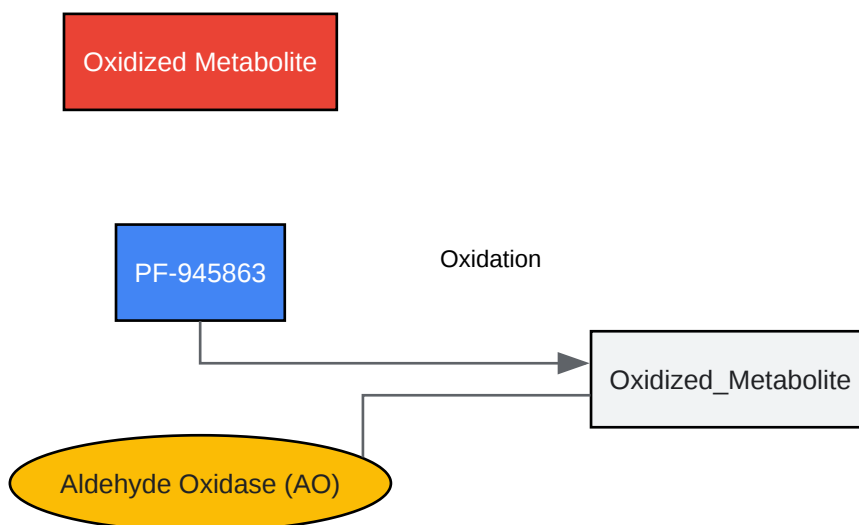 Oxidized Metabolite
PF-945863
Oxidation
Oxidized_Metabolite
Aldehyde Oxidase (AO)